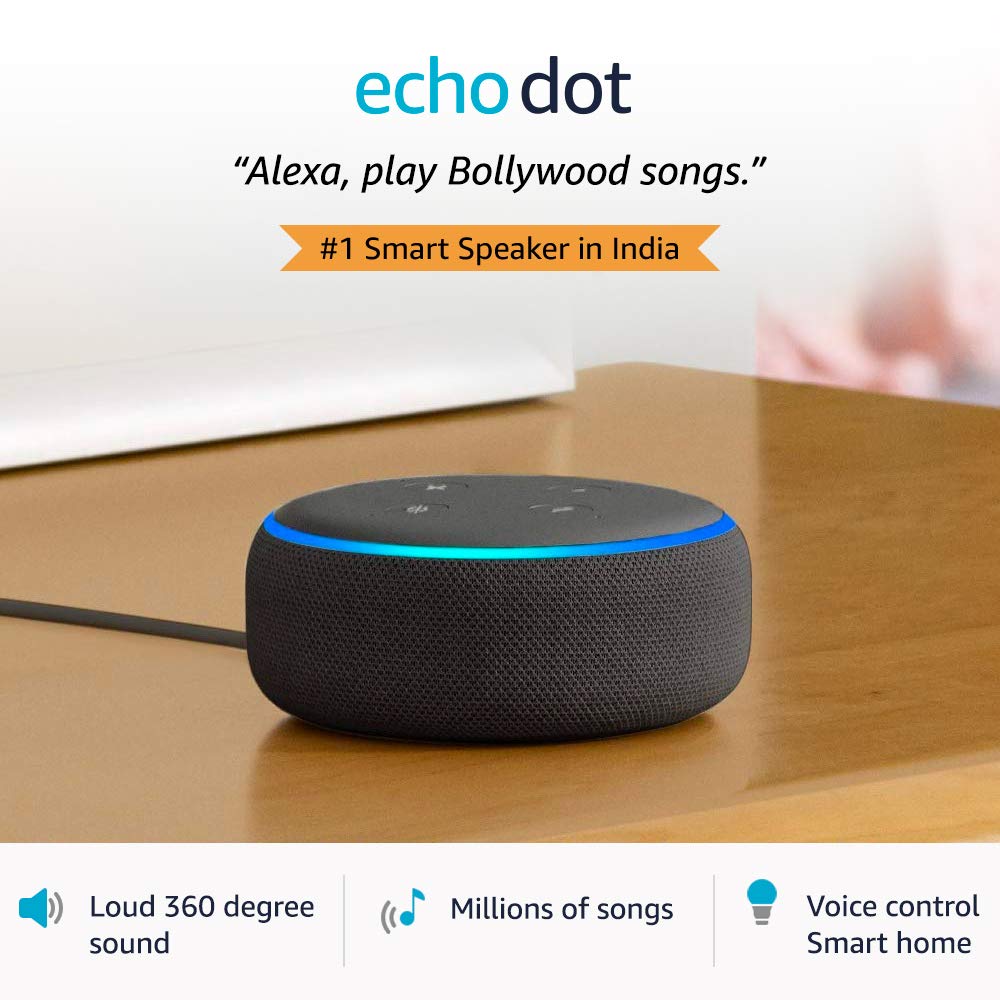 echo dot
“Alexa, play Bollywood songs.”
#1 Smart Speaker in India
Loud 360 degree
sound
Millions of songs
Voice control
Smart home